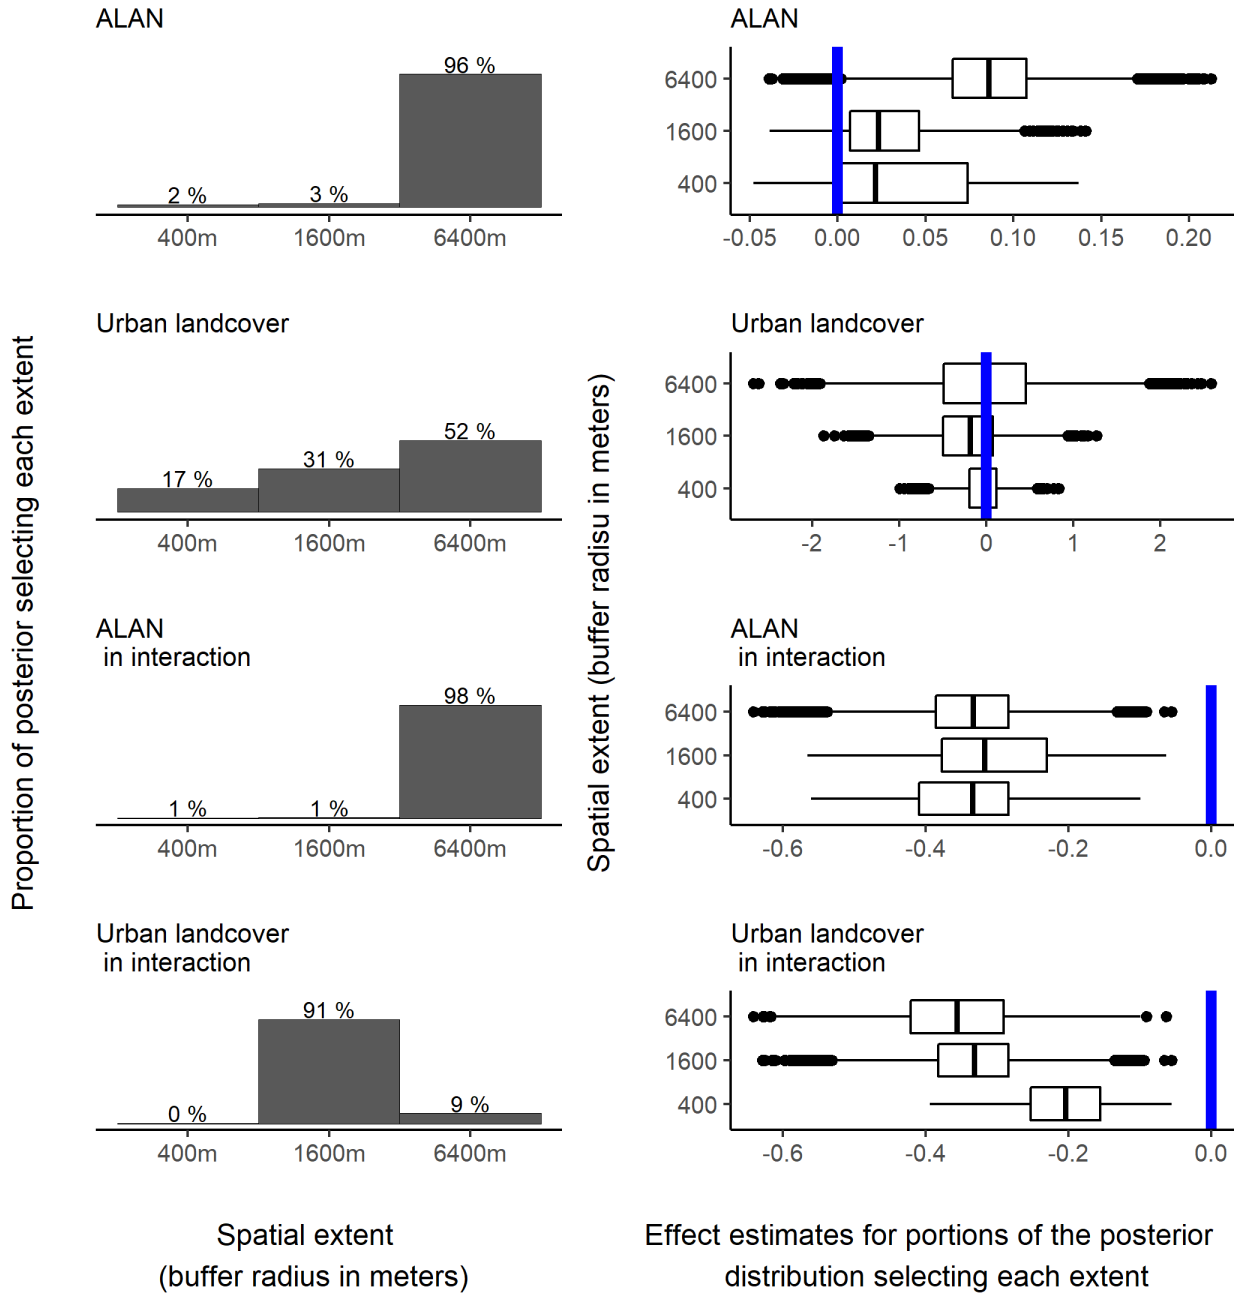 Proportion of posterior selecting each extent
ALAN
96 %
2 %
3 %
400m 1600m 6400m
Urban landcover
17 %
31 %
52 %
400m 1600m 6400m
ALAN
in interaction
98 %
1 %
1 %
400m 1600m 6400m
Urban landcover
in interaction
91 %
0 %
9 %
400m 1600m 6400m
Spatial extent
(buffer radius in meters)
Spatial extent (buffer radisu in meters)
ALAN
6400
1600
400
-0.05 0.00 0.05 0.10 0.15 0.20
Urban landcover
6400
1600
400
-2 -1 0 1 2
ALAN
in interaction
6400
1600
400
-0.6 -0.4 -0.2 0.0
Urban landcover
in interaction
6400
1600
400
-0.6 -0.4 -0.2 0.0
Effect estimates for portions of the posterior
distribution selecting each extent